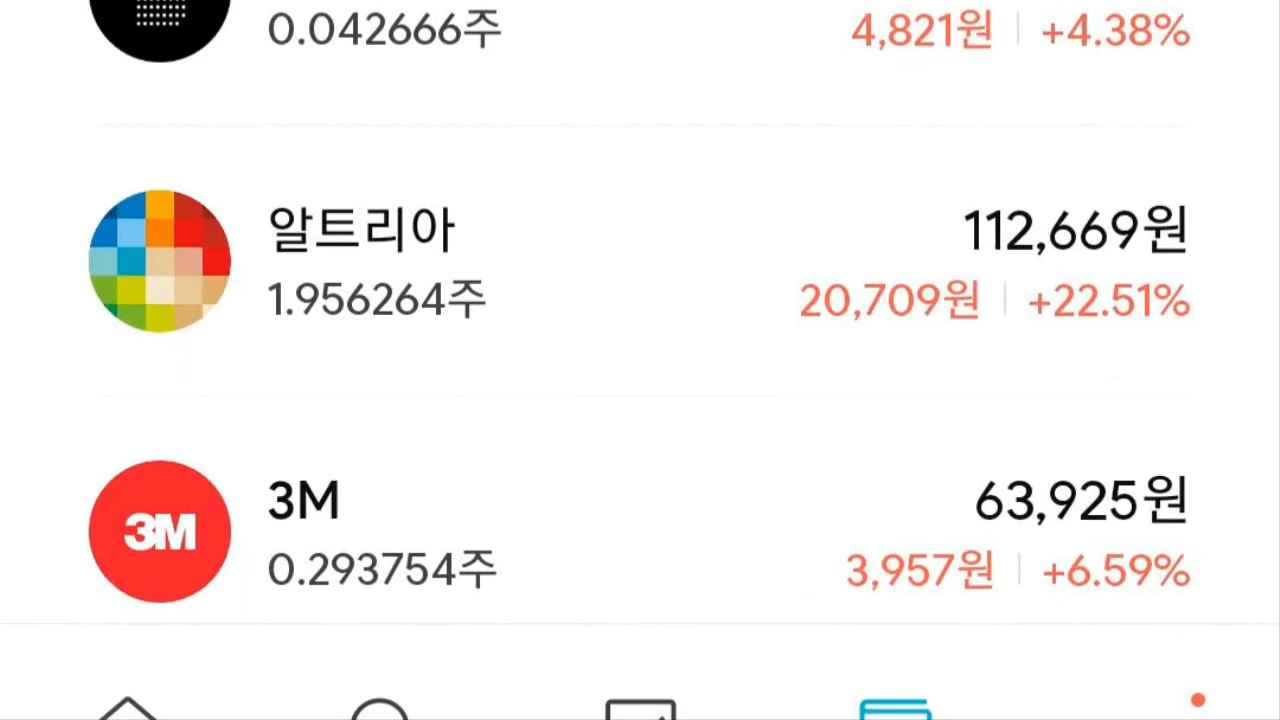 0.042666주 4,821원 +4.38%
알트리아 112,669원
1.956264주 20,709원 +22.51%
3M 63,925원
3M
0.293754주 3,957원 +6.59%